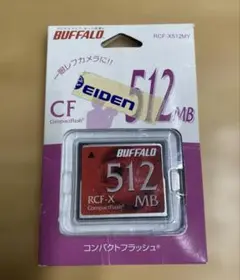 BUFFALO
RCF-X512MY
一眼レフカメラに!!
EIDEN
512
MB
CF
CompactFlash®
BUFFALO
512
RCF-X
CompactFlash®
MB
コンパクトフラッシュ®